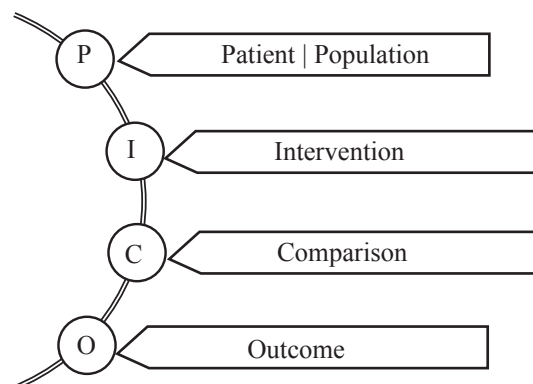 P Patient | Population
I Intervention
C Comparison
O Outcome